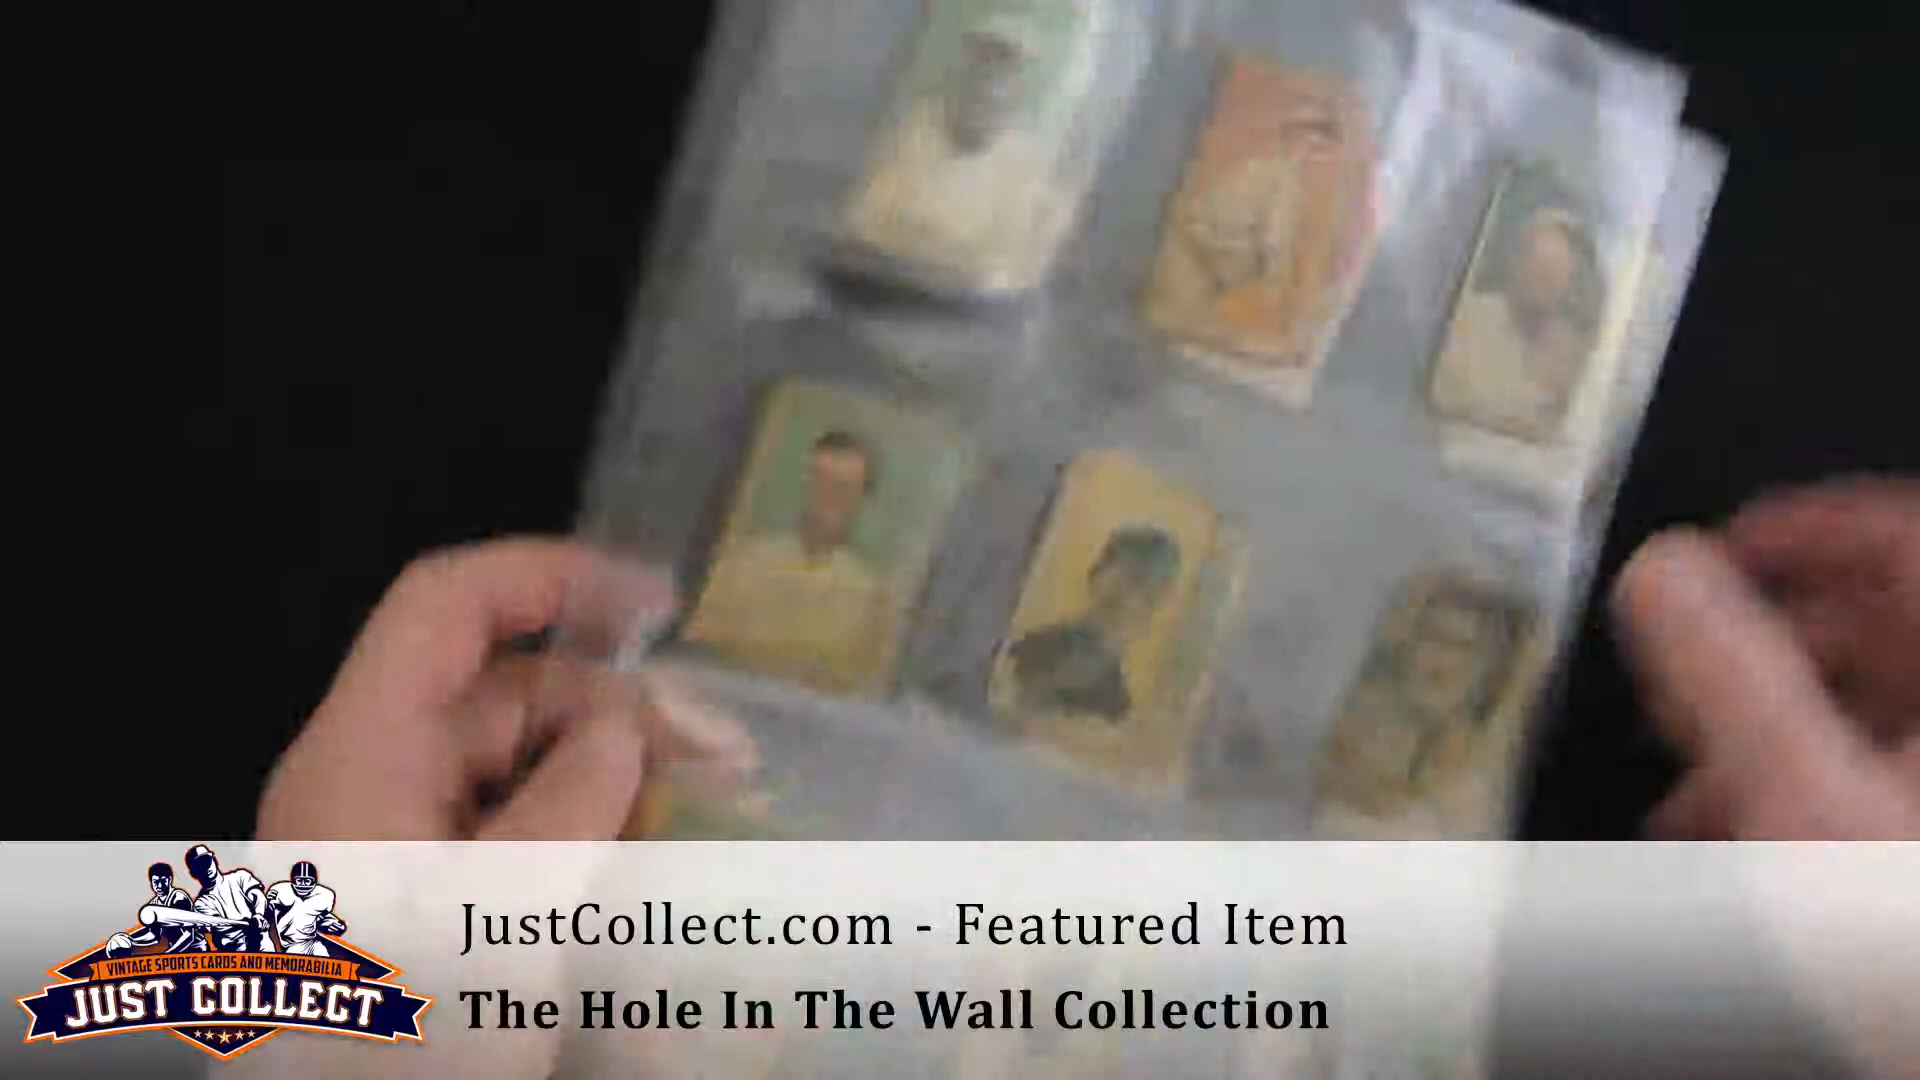 JustCollect.com - Featured Item
The Hole In The Wall Collection
VINTAGE SPORTS CARDS AND MEMORABILIA
JUST COLLECT